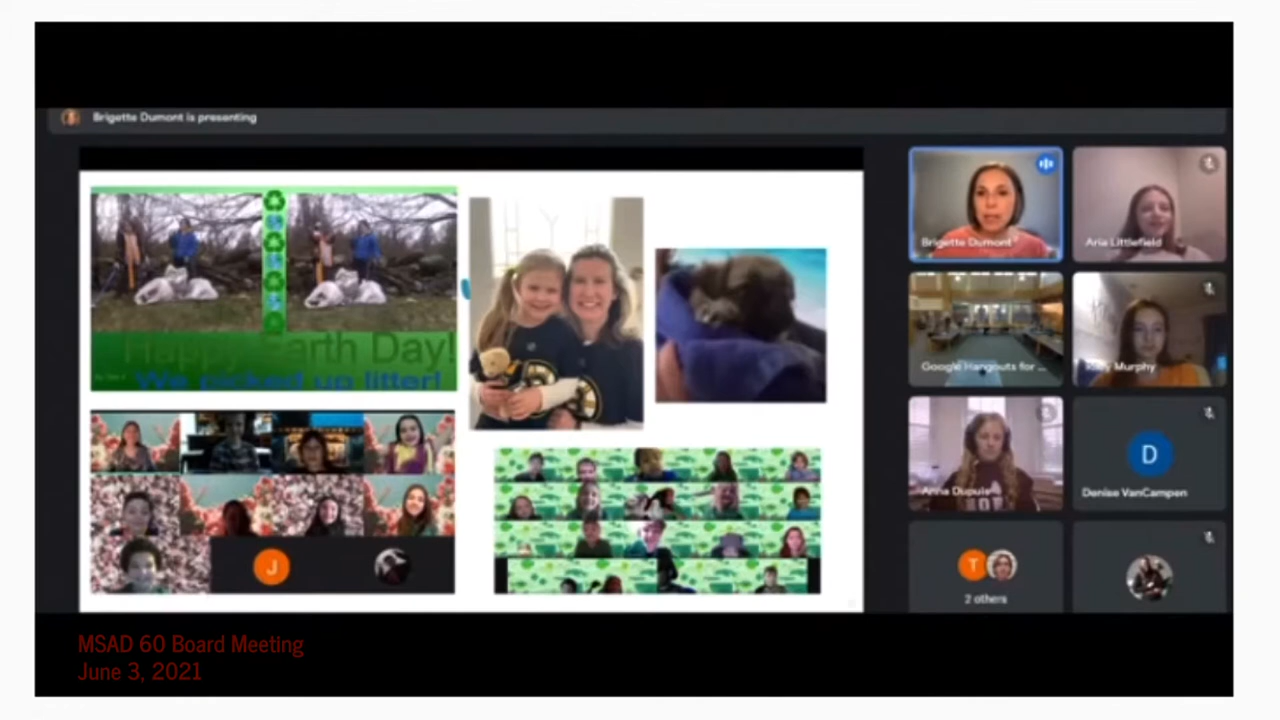 Brigette Dumont is presenting
Happy Earth Day!
We picked up litter!
J
Brigette Dumont
Aria Littlefield
Google Hangouts for ...
Murphy
Anna Dupuis
D
Denise VanCampen
T
2 others
MSAD 60 Board Meeting
June 3, 2021